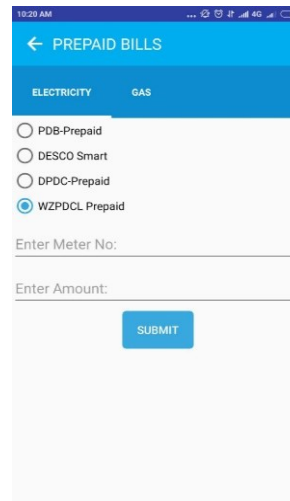 10:20 AM ... 4G
← PREPAID BILLS
ELECTRICITY GAS
PDB-Prepaid
DESCO Smart
DPDC-Prepaid
WZPDCL Prepaid
Enter Meter No:
Enter Amount:
SUBMIT